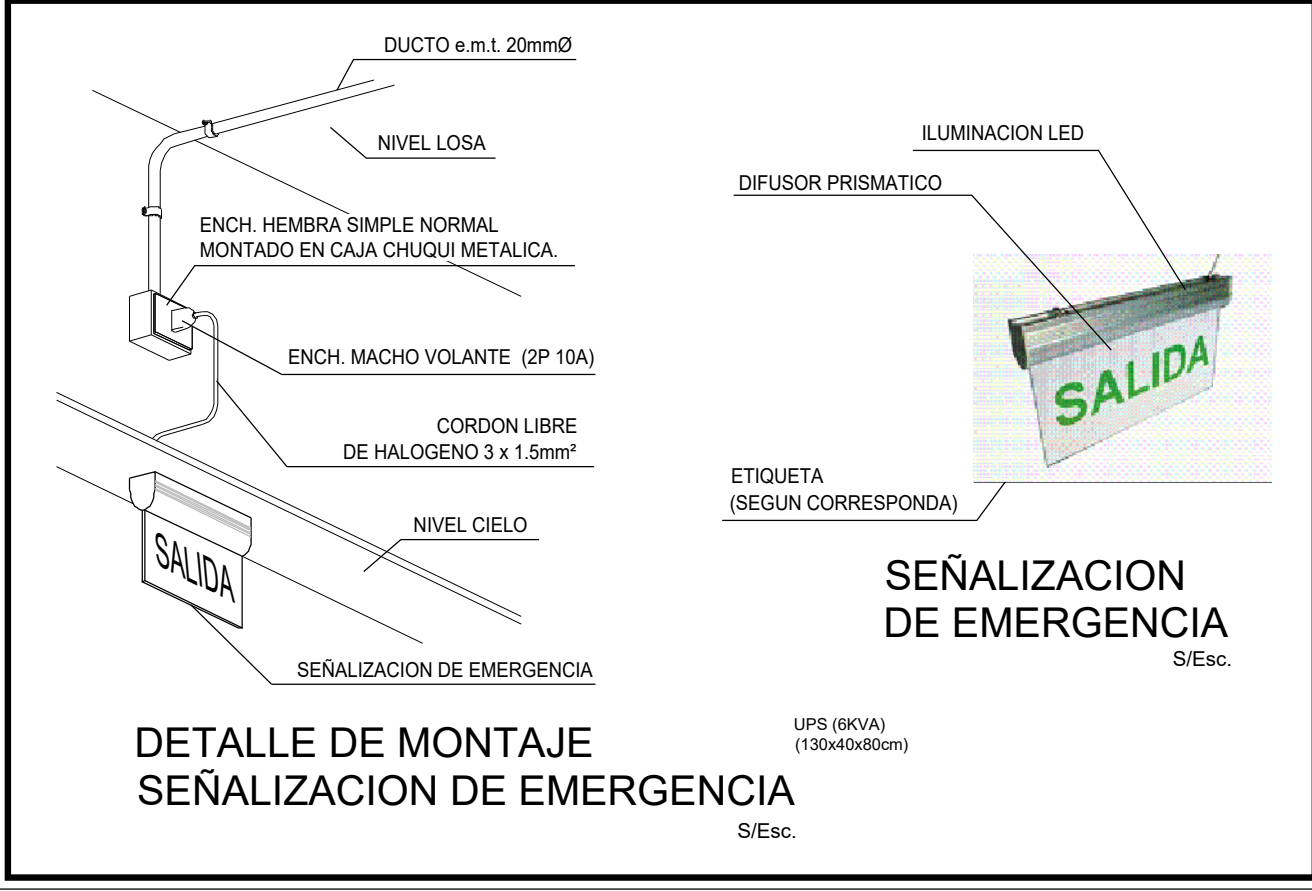 DUCTO e.m.t. 20mmØ
NIVEL LOSA
ENCH. HEMBRA SIMPLE NORMAL
MONTADO EN CAJA CHUQUI METALICA.
ENCH. MACHO VOLANTE (2P 10A)
CORDON LIBRE
DE HALOGENO 3 x 1.5mm²
NIVEL CIELO
SALIDA
SEÑALIZACION DE EMERGENCIA
DETALLE DE MONTAJE
SEÑALIZACION DE EMERGENCIA
S/Esc.
ILUMINACION LED
DIFUSOR PRISMATICO
SALIDA
ETIQUETA
(SEGUN CORRESPONDA)
SEÑALIZACION
DE EMERGENCIA
S/Esc.
UPS (6KVA)
(130x40x80cm)